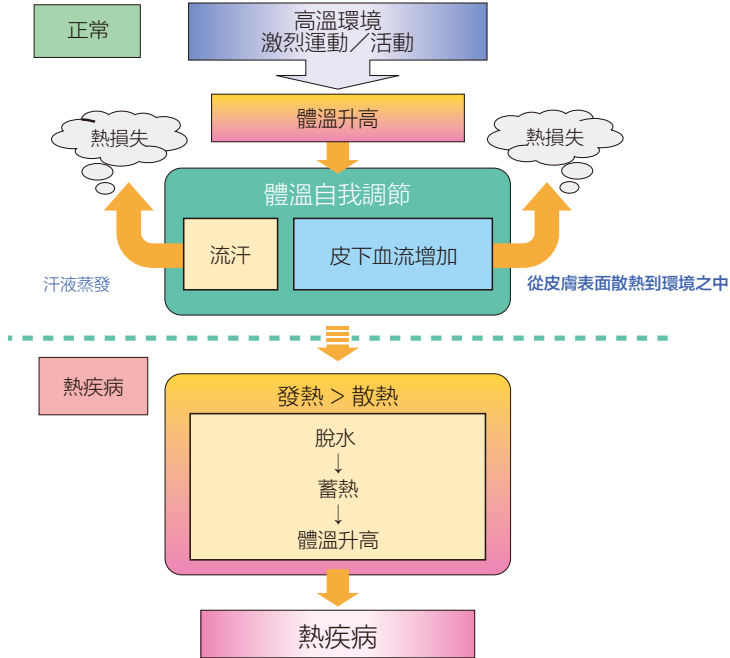 正常
高溫環境
激烈運動／活動
體溫升高
熱損失
熱損失
體溫自我調節
流汗
皮下血流增加
汗液蒸發
從皮膚表面散熱到環境之中
熱疾病
發熱 > 散熱
脫水
↓
蓄熱
↓
體溫升高
熱疾病